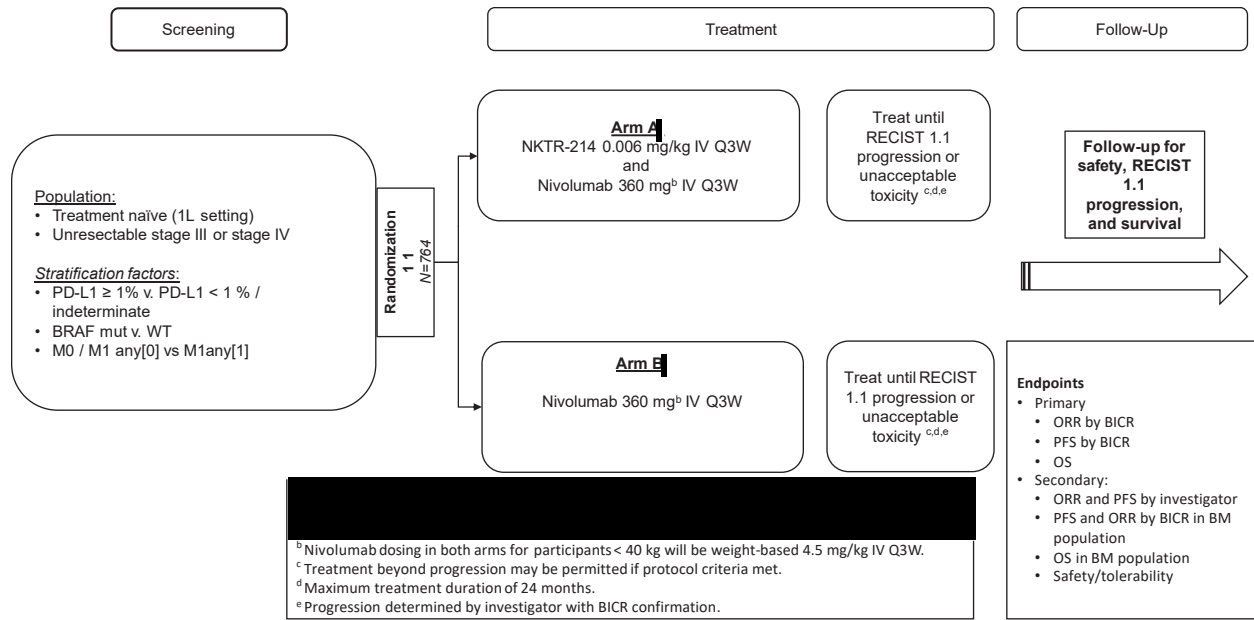 Screening
Treatment
Follow-Up
Population:
• Treatment naïve (1L setting)
• Unresectable stage III or stage IV
Stratification factors:
• PD-L1 ≥ 1% v. PD-L1 < 1 % /
indeterminate
• BRAF mut v. WT
• M0 / M1 any[0] vs M1any[1]
Randomization
1 1
N=764
Arm A
NKTR-214 0.006 mg/kg IV Q3W
and
Nivolumab 360 mgᵇ IV Q3W
Treat until
RECIST 1.1
progression or
unacceptable
toxicity ᶜ,ᵈ,ᵉ
Arm B
Nivolumab 360 mgᵇ IV Q3W
Treat until RECIST
1.1 progression or
unacceptable
toxicity ᶜ,ᵈ,ᵉ
Follow-up for
safety, RECIST
1.1
progression,
and survival
ᵇ Nivolumab dosing in both arms for participants < 40 kg will be weight-based 4.5 mg/kg IV Q3W.
ᶜ Treatment beyond progression may be permitted if protocol criteria met.
ᵈ Maximum treatment duration of 24 months.
ᵉ Progression determined by investigator with BICR confirmation.
Endpoints
• Primary
• ORR by BICR
• PFS by BICR
• OS
• Secondary:
• ORR and PFS by investigator
• PFS and ORR by BICR in BM
population
• OS in BM population
• Safety/tolerability